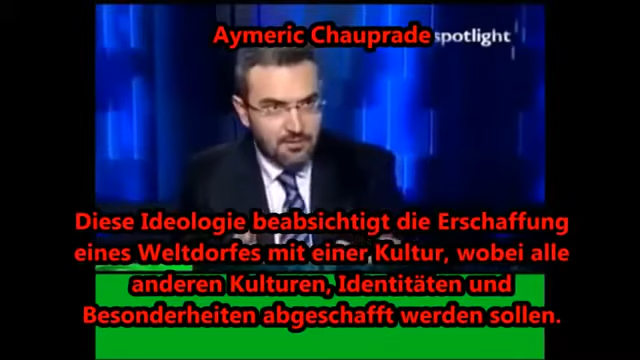 Aymeric Chauprade
spotlight
Diese Ideologie beabsichtigt die Erschaffung
eines Weltdorfes mit einer Kultur, wobei alle
anderen Kulturen, Identitäten und
Besonderheiten abgeschafft werden sollen.